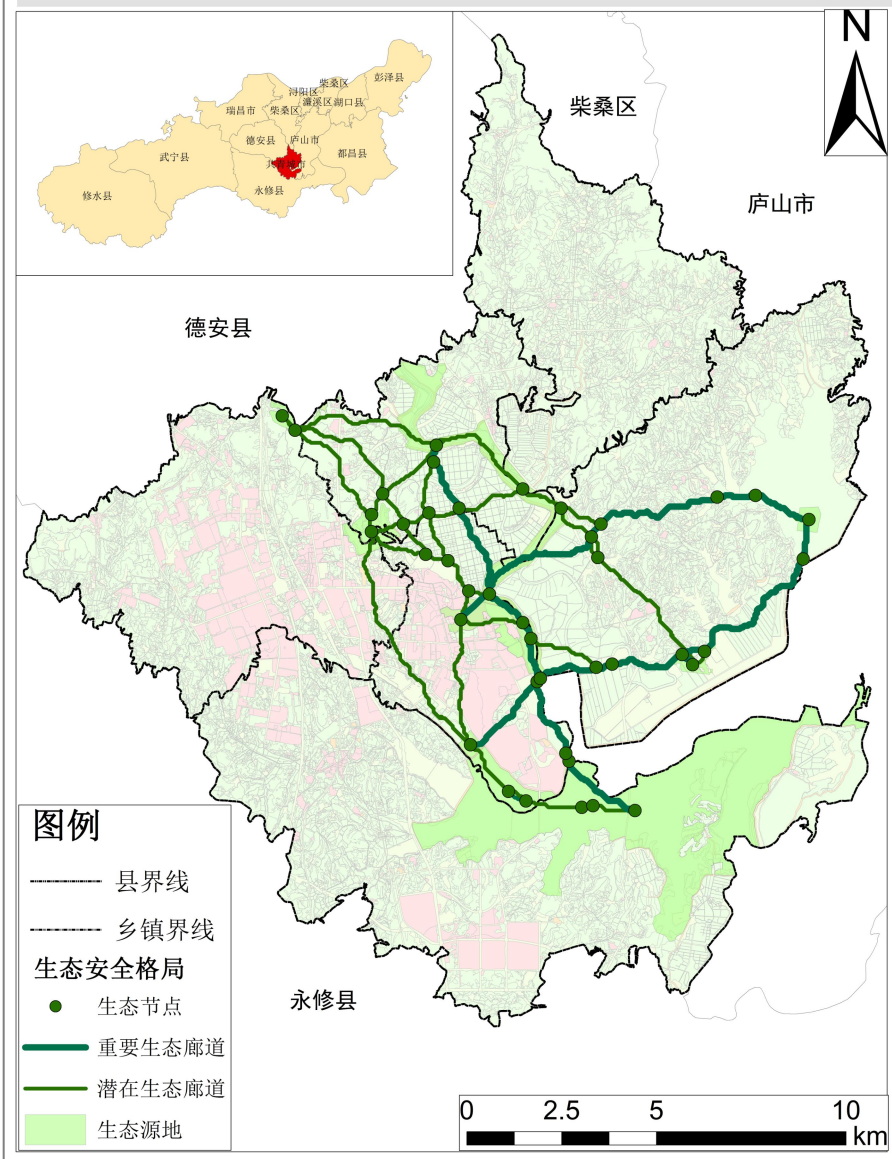 N
彭泽县
柴桑区
浔阳区
濂溪区
湖口县
瑞昌市
柴桑区
德安县
庐山市
都昌县
武宁县
永修县
修水县
柴桑区
庐山市
德安县
永修县
图例
县界线
乡镇界线
生态安全格局
生态节点
重要生态廊道
潜在生态廊道
生态源地
0 2.5 5 10
km